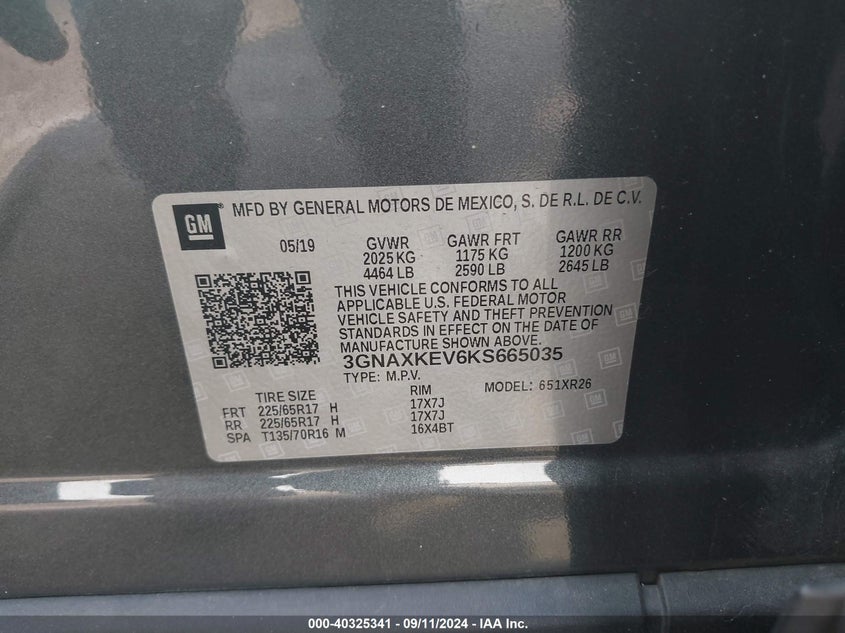 GM
MFD BY GENERAL MOTORS DE MEXICO, S. DE R.L. DE C.V.
05/19 GVWR GAWR FRT GAWR RR
2025 KG 1175 KG 1200 KG
4464 LB 2590 LB 2645 LB
THIS VEHICLE CONFORMS TO ALL
APPLICABLE U.S. FEDERAL MOTOR
VEHICLE SAFETY AND THEFT PREVENTION
STANDARDS IN EFFECT ON THE DATE OF
MANUFACTURE SHOWN ABOVE.
3GNAXKEV6KS665035
TYPE: M.P.V. MODEL: 651XR26
TIRE SIZE RIM
FRT 225/65R17 H 17X7J
RR 225/65R17 H 17X7J
SPA T135/70R16 M 16X4BT
000-40325341 - 09/11/2024 - IAA Inc.